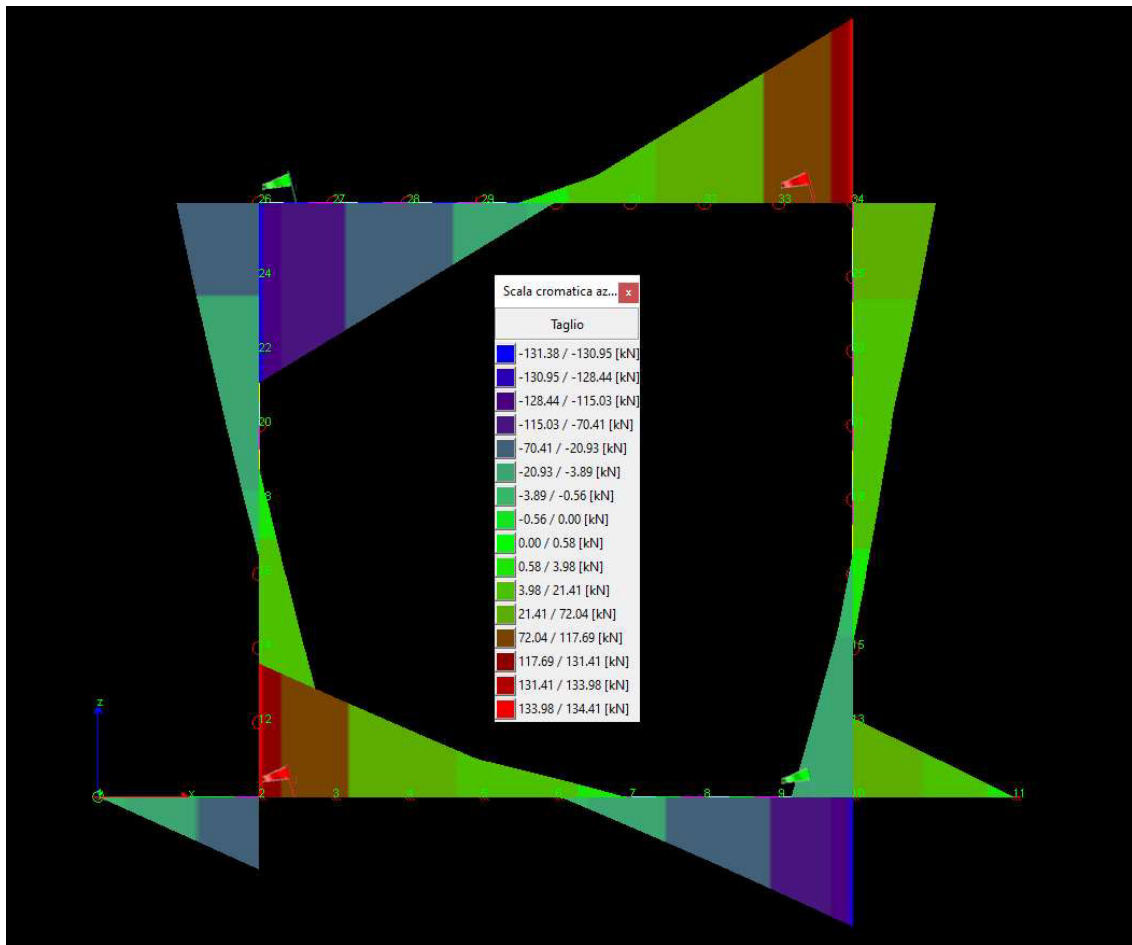 26 27 28 29 31 32 33 34
24 25
Scala cromatica az... x
Taglio
22
-131.38 / -130.95 [kN]
-130.95 / -128.44 [kN]
-128.44 / -115.03 [kN]
20
-115.03 / -70.41 [kN]
-70.41 / -20.93 [kN]
-20.93 / -3.89 [kN]
-3.89 / -0.56 [kN]
-0.56 / 0.00 [kN]
0.00 / 0.58 [kN]
0.58 / 3.98 [kN]
3.98 / 21.41 [kN]
21.41 / 72.04 [kN]
72.04 / 117.69 [kN]
15
117.69 / 131.41 [kN]
131.41 / 133.98 [kN]
133.98 / 134.41 [kN]
z
12 13
x 2 3 4 5 7 8 9 10 11